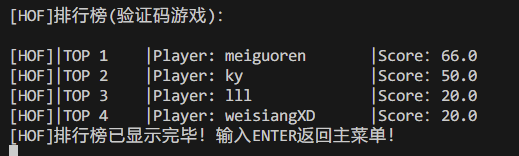 [HOF]排行榜(验证码游戏):
[HOF]|TOP 1    |Player: meiguoren       |Score: 66.0
[HOF]|TOP 2    |Player: ky              |Score: 50.0
[HOF]|TOP 3    |Player: lll             |Score: 20.0
[HOF]|TOP 4    |Player: weisiangXD      |Score: 20.0
[HOF]排行榜已显示完毕! 输入ENTER返回主菜单!